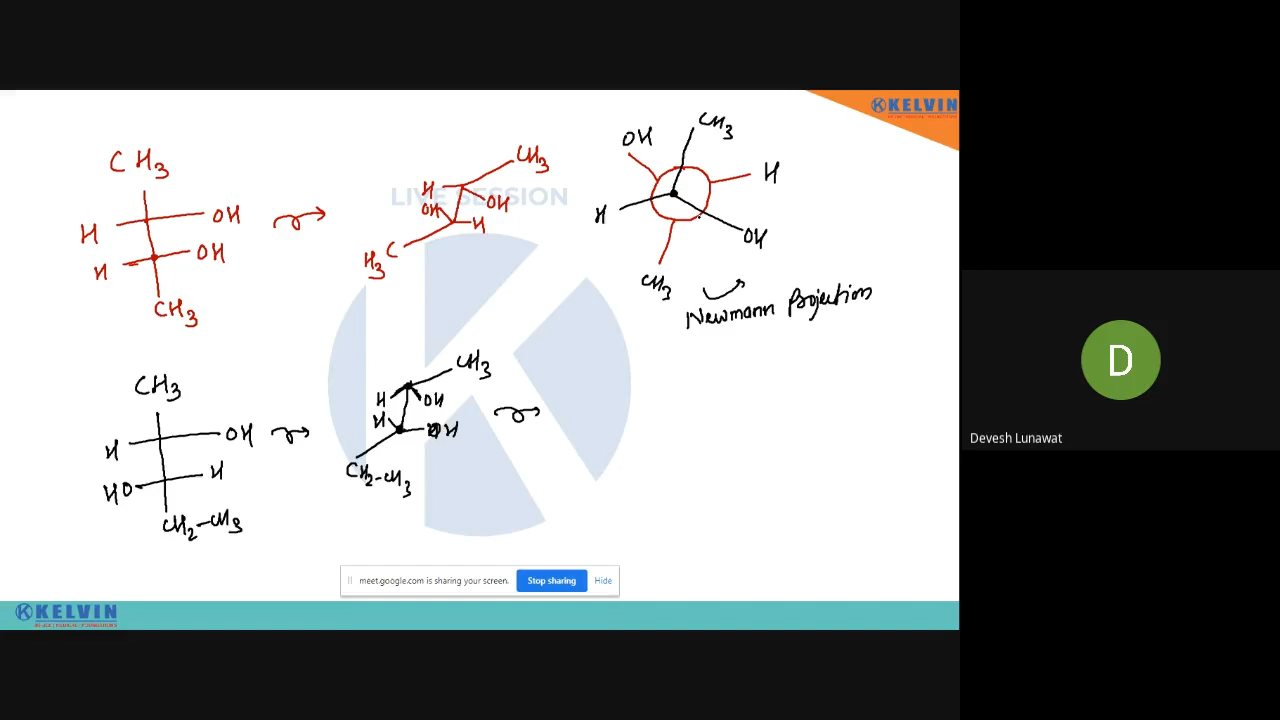 KELVIN
LIVE SESSION
CH3
H
OH
H
OH
CH3
CH3
H
OH
OH
H
H3C
CH3
OH
H
H
OH
CH3
Newmann Projection
CH3
H
OH
HO
H
CH2-CH3
CH3
H
OH
H
OH
CH2-CH3
meet.google.com is sharing your screen.
Stop sharing
Hide
KELVIN
D
Devesh Lunawat